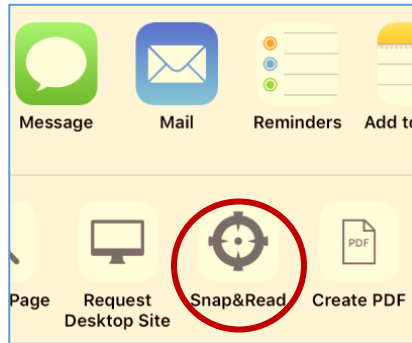 Message Mail Reminders Add to
PDF
Page Request Desktop Site Snap&Read Create PDF